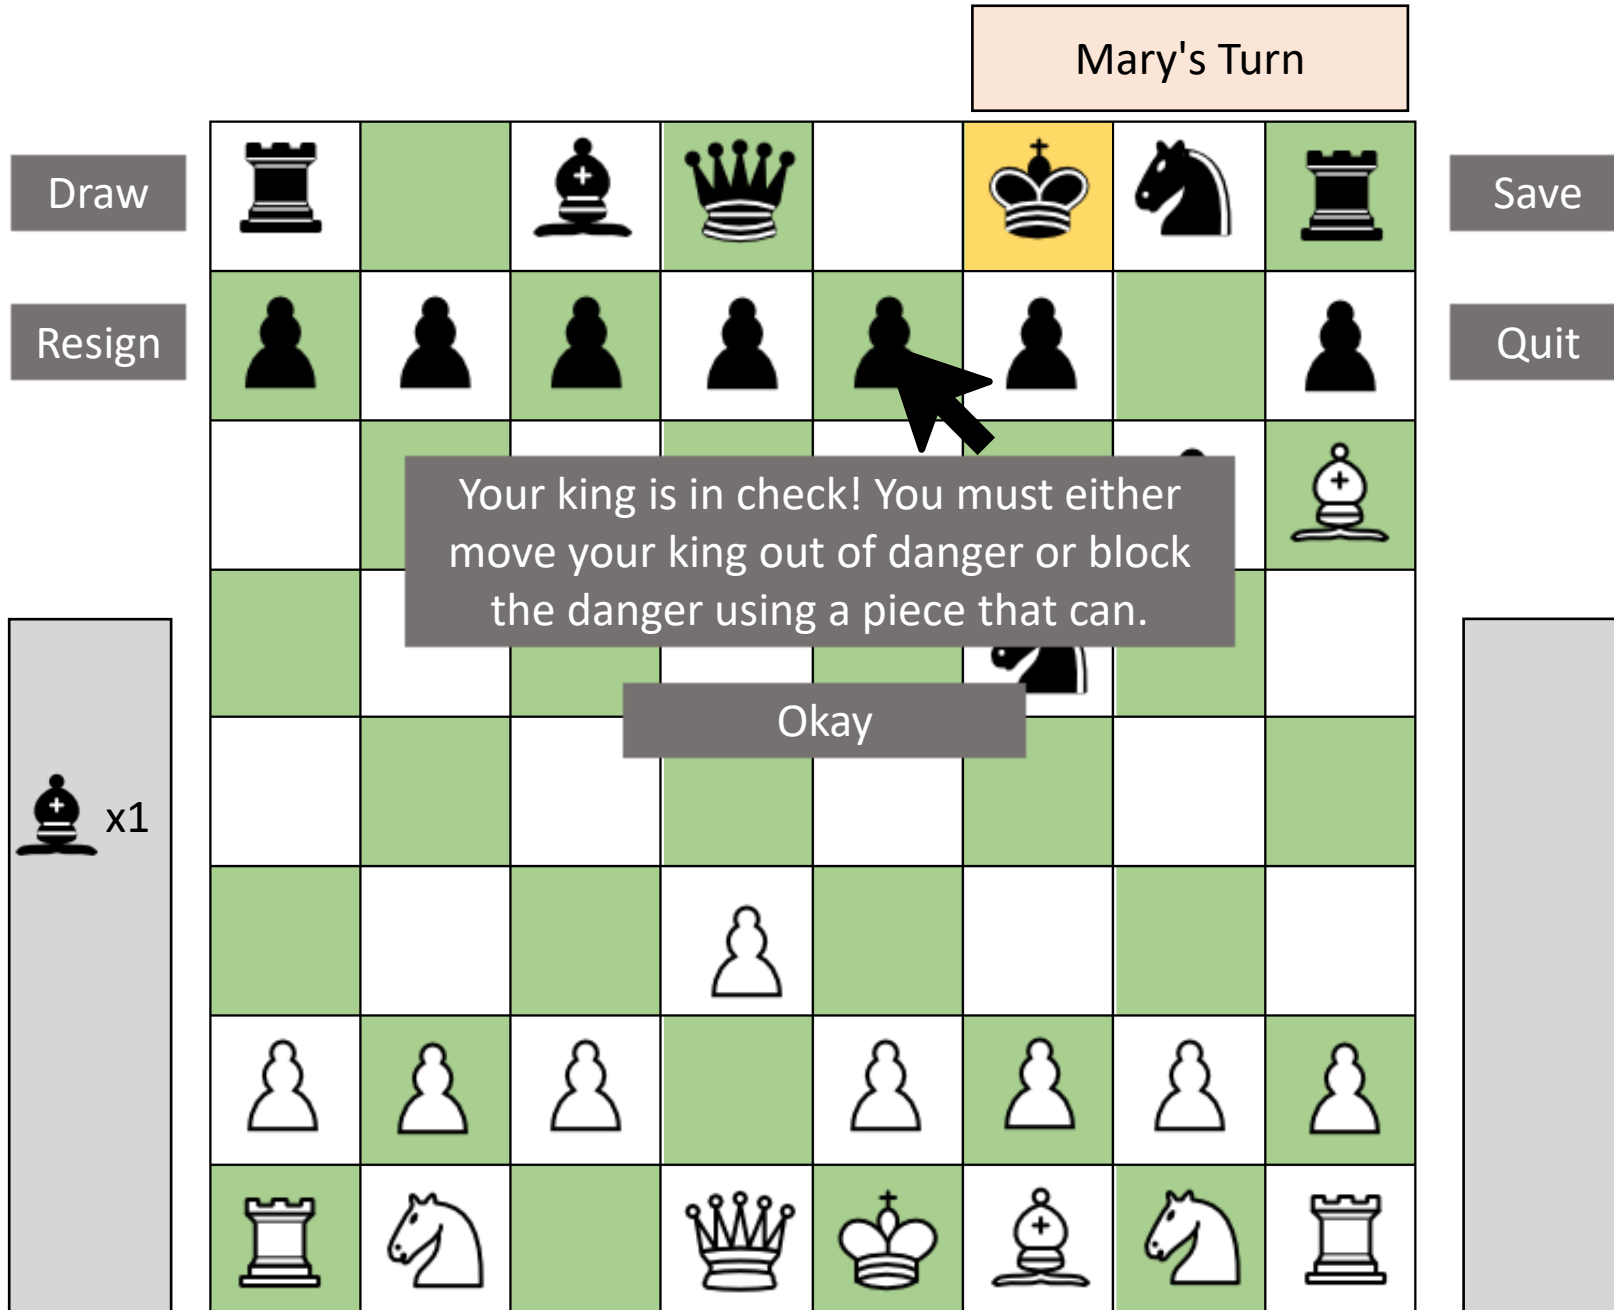 Mary's Turn
Draw
Save
Resign
Quit
Your king is in check! You must either
move your king out of danger or block
the danger using a piece that can.
Okay
x1